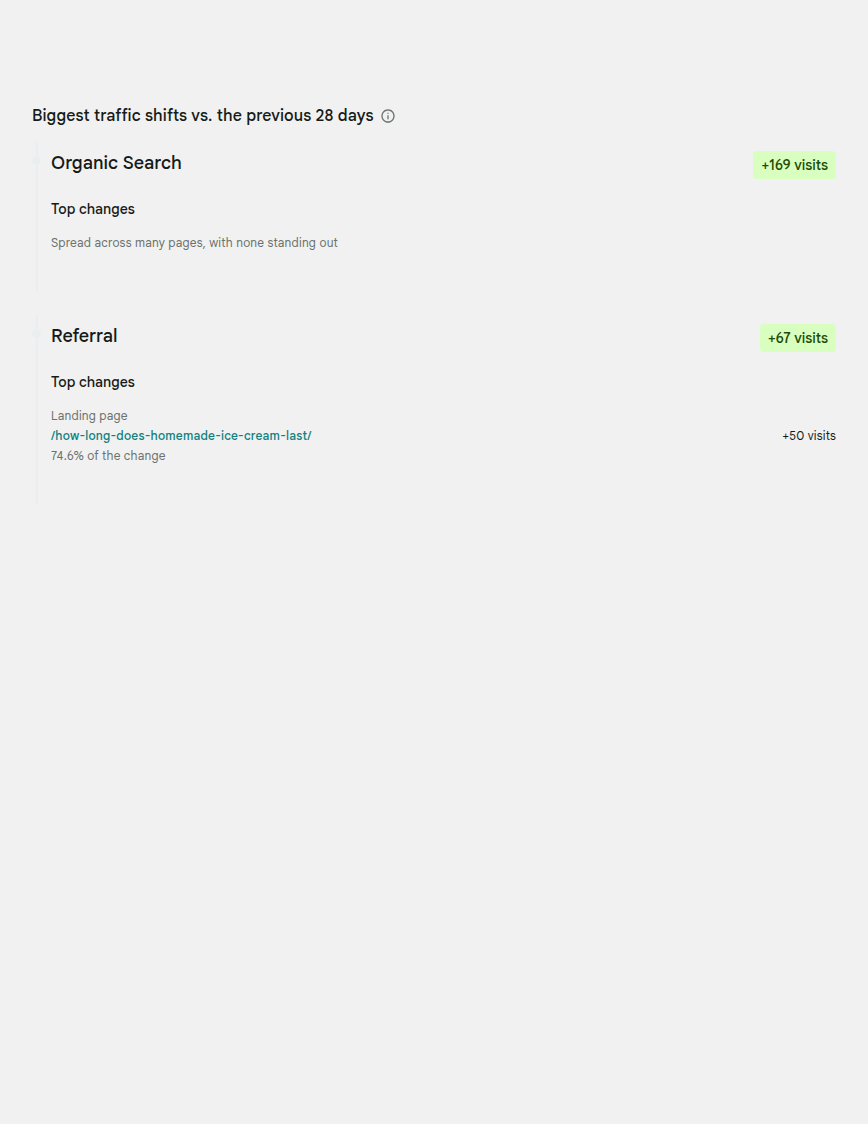 Biggest traffic shifts vs. the previous 28 days
Organic Search
+169 visits
Top changes
Spread across many pages, with none standing out
Referral
+67 visits
Top changes
Landing page
/how-long-does-homemade-ice-cream-last/
+50 visits
74.6% of the change